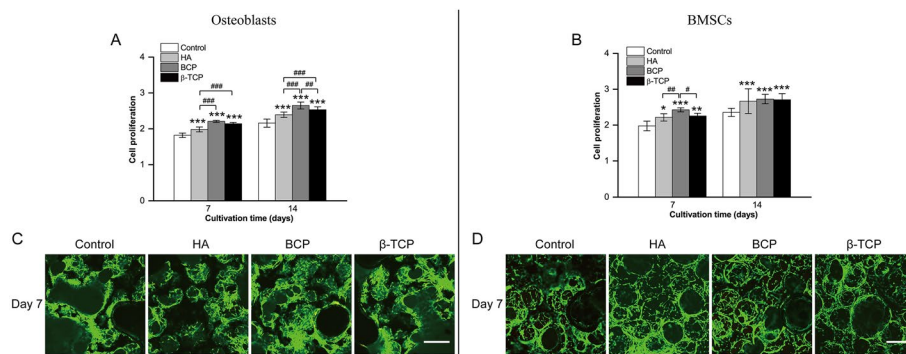 Osteoblasts
BMSCs
A
Control
HA
BCP
β-TCP
Cell proliferation
4
3
2
1
0
###
###
*** *** ***
###
###
##
*** *** ***
7
14
Cultivation time (days)
B
Control
HA
BCP
β-TCP
Cell proliferation
4
3
2
1
0
##
#
* *** **
*** *** ***
7
14
Cultivation time (days)
C
Control
HA
BCP
β-TCP
Day 7
D
Control
HA
BCP
β-TCP
Day 7